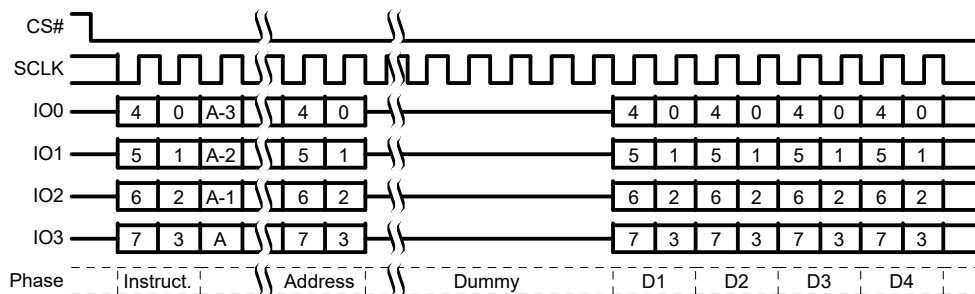 CS#
SCLK
IO0 4 0 A-3 4 0 4 0 4 0 4 0 4 0
IO1 5 1 A-2 5 1 5 1 5 1 5 1 5 1
IO2 6 2 A-1 6 2 6 2 6 2 6 2 6 2
IO3 7 3 A 7 3 7 3 7 3 7 3 7 3
Phase Instruct. Address Dummy D1 D2 D3 D4